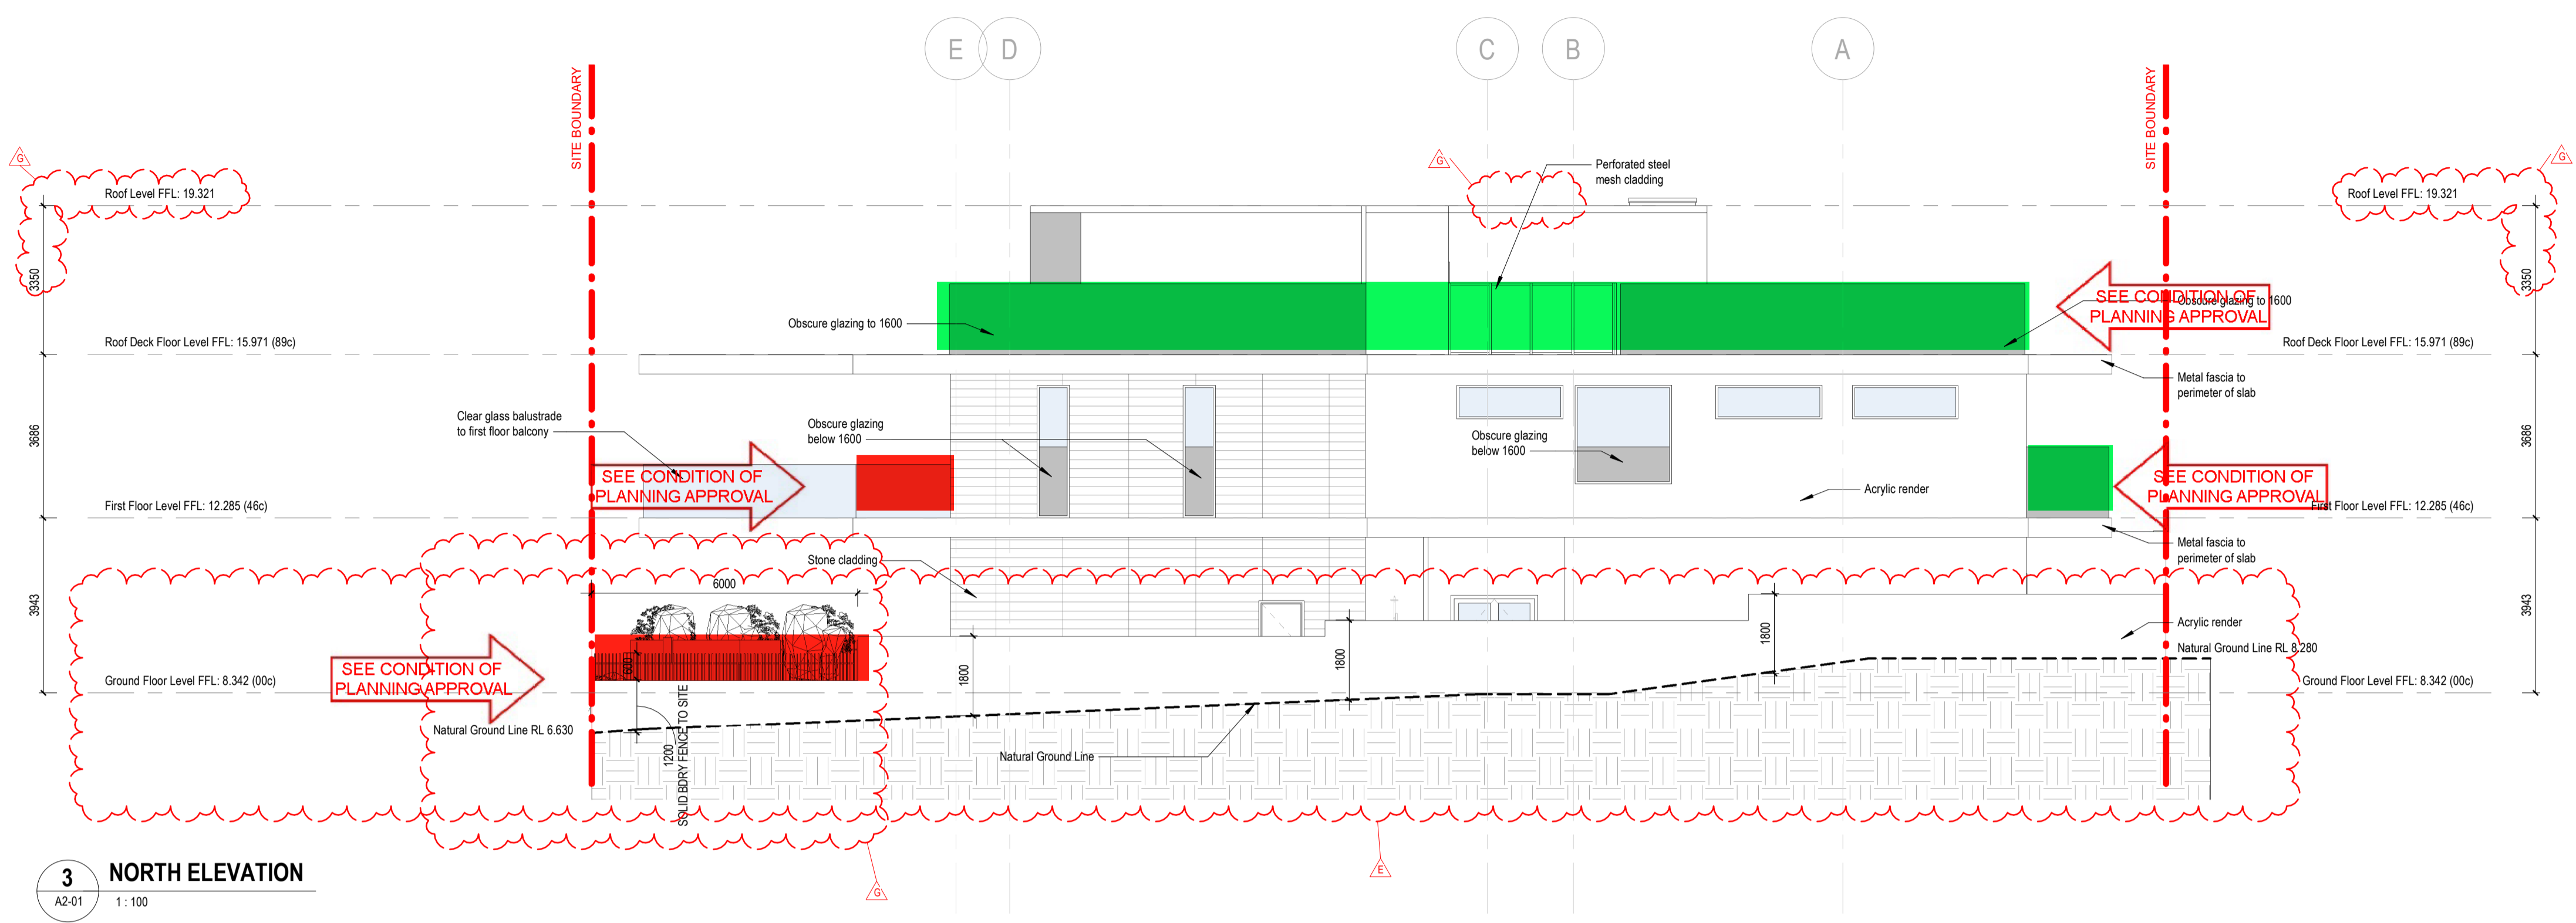 E
D
C
B
A
SITE BOUNDARY
SITE BOUNDARY
G
G
G
Perforated steel
mesh cladding
Roof Level FFL: 19.321
Roof Level FFL: 19.321
3350
3350
SEE CONDITION OF
PLANNING APPROVAL
Obscure glazing to 1600
Obscure glazing to 1600
Roof Deck Floor Level FFL: 15.971 (89c)
Roof Deck Floor Level FFL: 15.971 (89c)
Metal fascia to
perimeter of slab
Clear glass balustrade
to first floor balcony
Obscure glazing
below 1600
Obscure glazing
below 1600
3686
3686
SEE CONDITION OF
PLANNING APPROVAL
SEE CONDITION OF
PLANNING APPROVAL
Acrylic render
First Floor Level FFL: 12.285 (46c)
First Floor Level FFL: 12.285 (46c)
Metal fascia to
perimeter of slab
Stone cladding
6000
3943
3943
1800
1800
1800
600
Acrylic render
Natural Ground Line RL 8.280
SEE CONDITION OF
PLANNING APPROVAL
Ground Floor Level FFL: 8.342 (00c)
Ground Floor Level FFL: 8.342 (00c)
Natural Ground Line RL 6.630
1200
SOLID BDRY FENCE TO SITE
Natural Ground Line
G
E
3
A2-01
NORTH ELEVATION
1 : 100